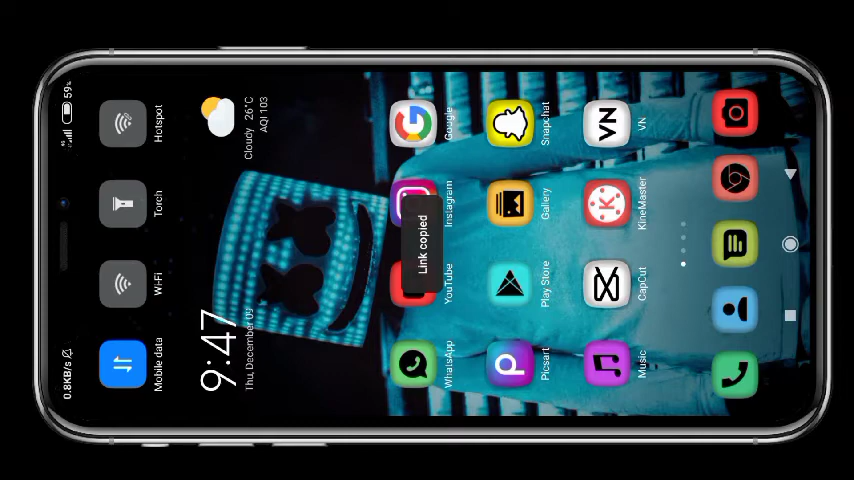 0.8KB/s
59%
Mobile data
Wi-Fi
Torch
Hotspot
9:47
Thu, December 09
Cloudy 26°C
AQI 103
WhatsApp
YouTube
Instagram
Google
Link copied
Picsart
Play Store
Gallery
Snapchat
Music
CapCut
KineMaster
VN
VN